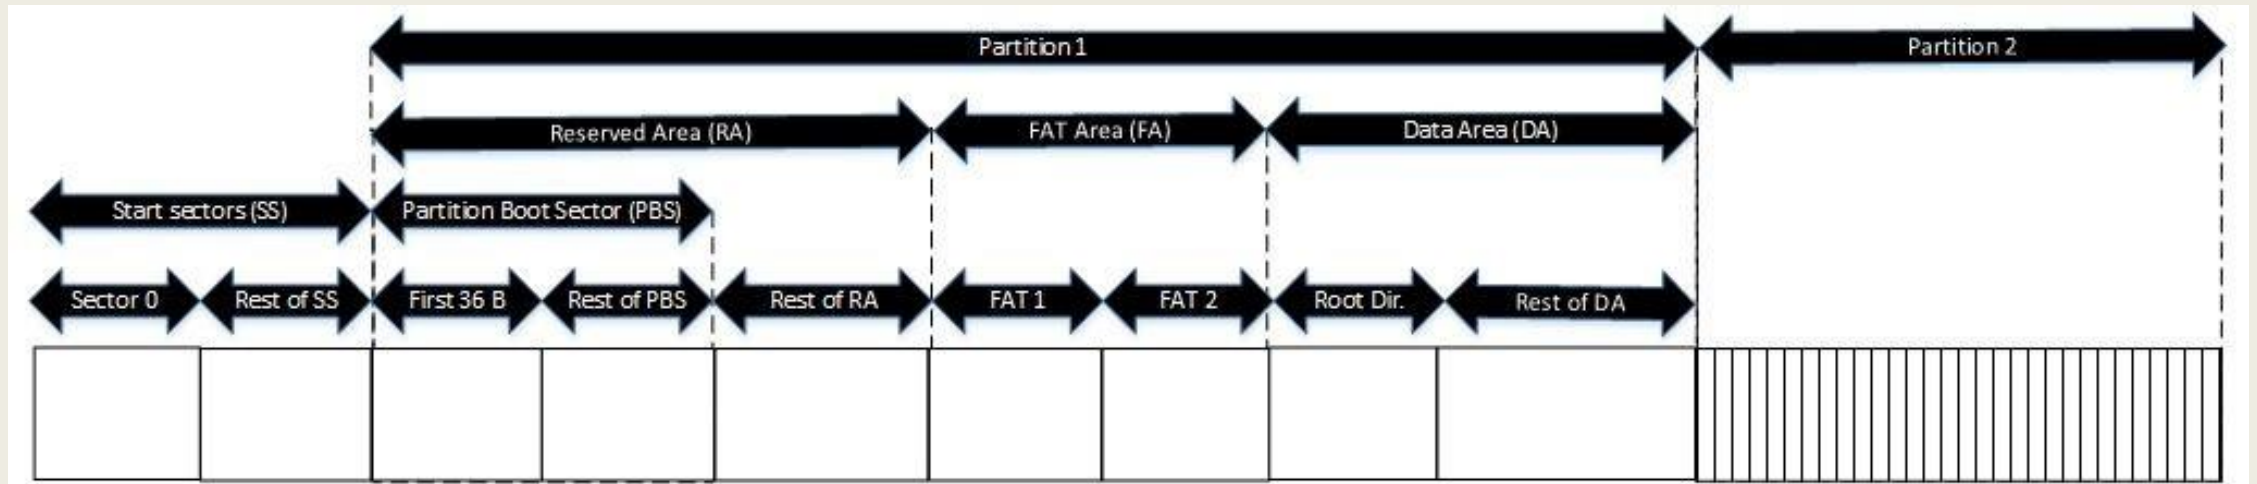 Partition 1
Partition 2
Reserved Area (RA)
FAT Area (FA)
Data Area (DA)
Start sectors (SS)
Partition Boot Sector (PBS)
Sector 0
Rest of SS
First 36 B
Rest of PBS
Rest of RA
FAT 1
FAT 2
Root Dir.
Rest of DA